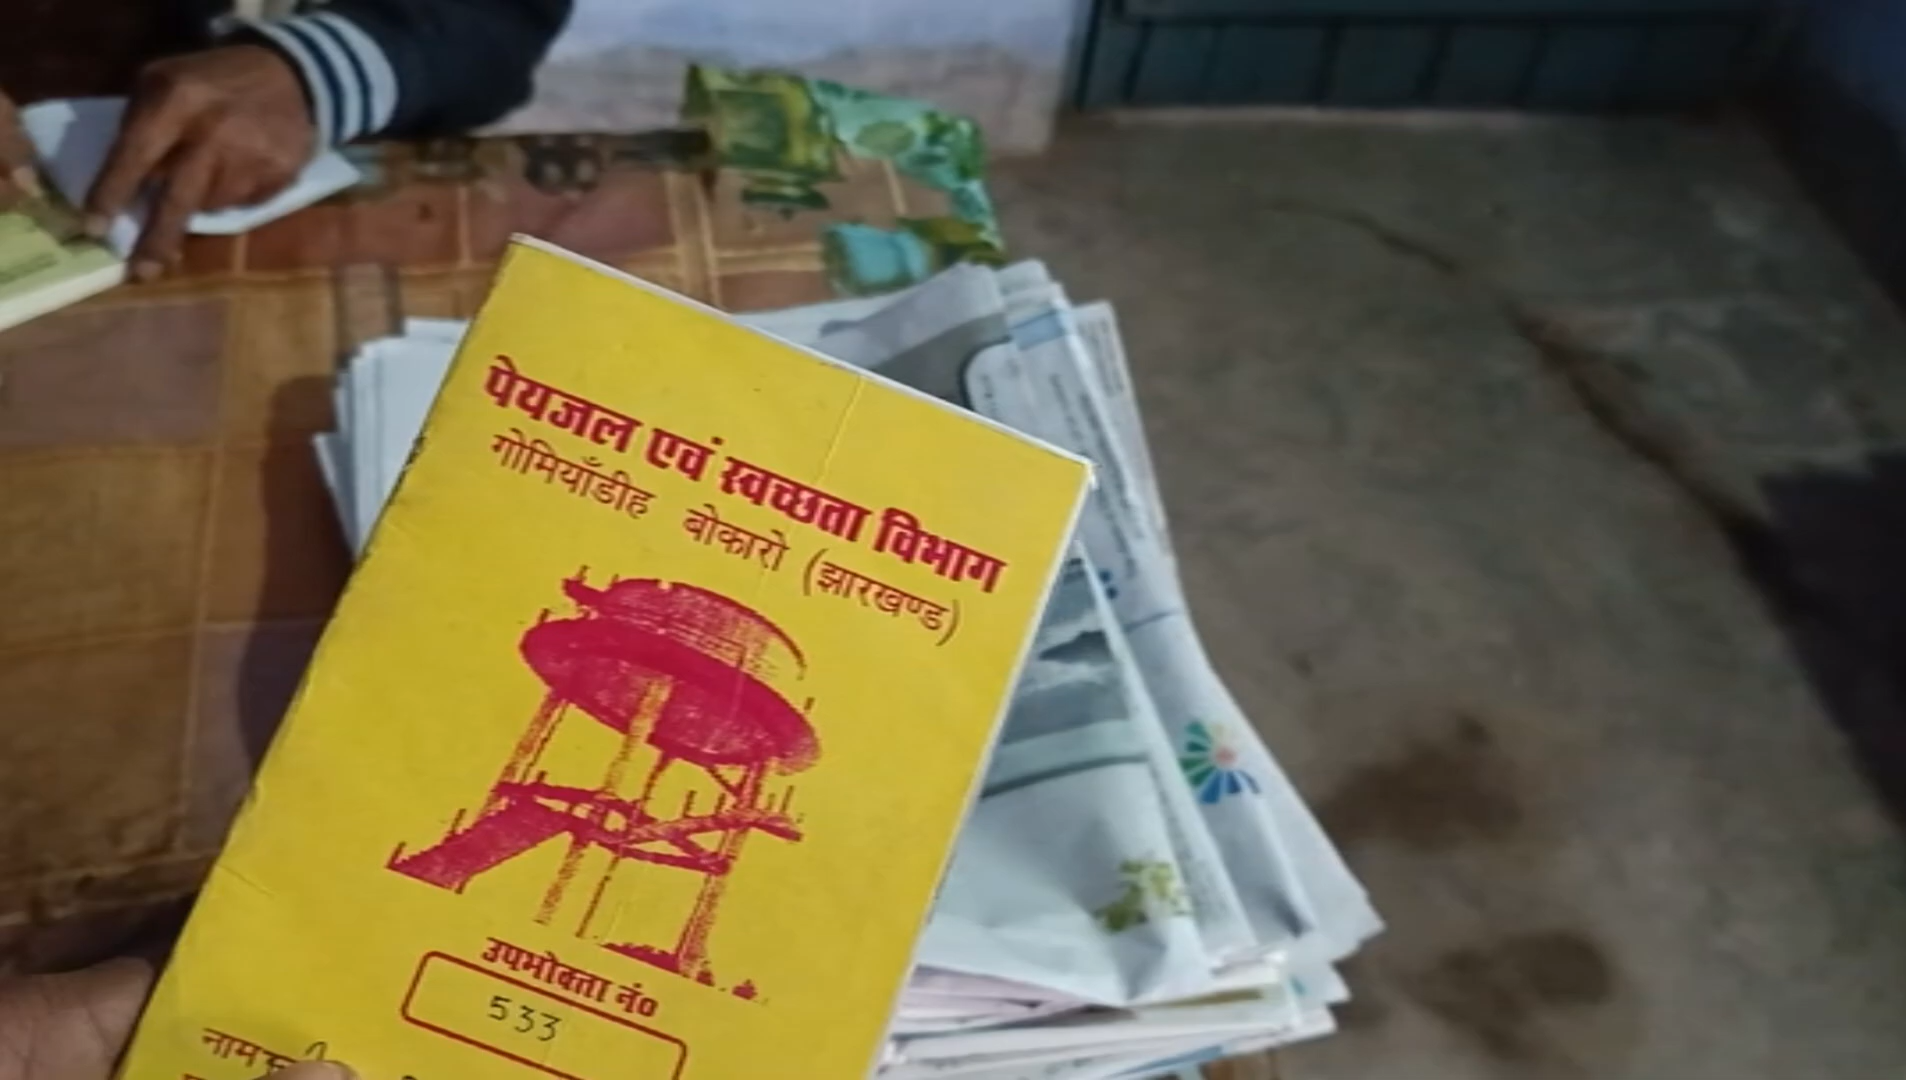 पेयजल एवं स्वच्छता विभाग
गोमियाँडीह बोकारो (झारखण्ड)
उपभोक्ता नं०
533
नाम